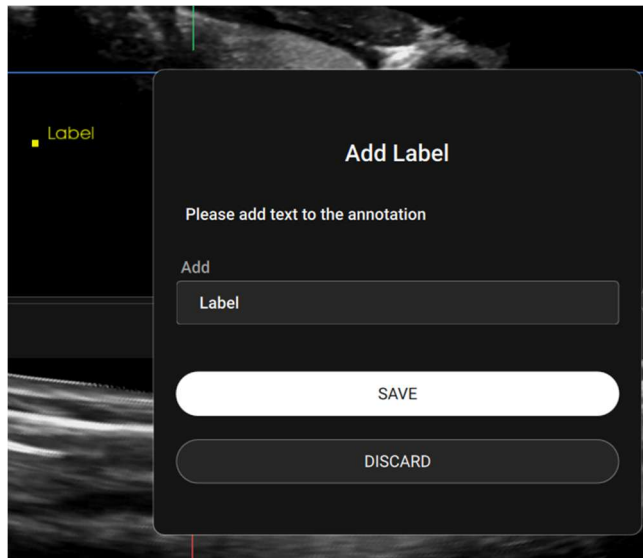 Label
Add Label
Please add text to the annotation
Add
Label
SAVE
DISCARD